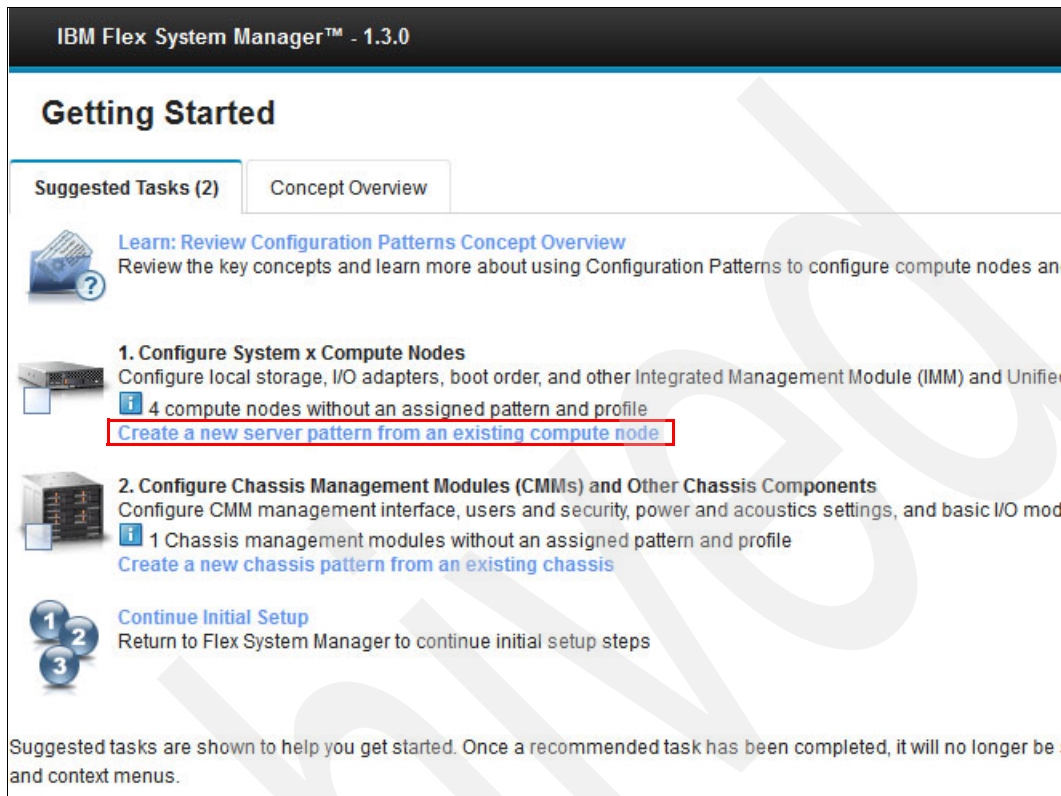 IBM Flex System Manager™ - 1.3.0
Getting Started
Suggested Tasks (2)
Concept Overview
Learn: Review Configuration Patterns Concept Overview
Review the key concepts and learn more about using Configuration Patterns to configure compute nodes an
1. Configure System x Compute Nodes
Configure local storage, I/O adapters, boot order, and other Integrated Management Module (IMM) and Unifie
4 compute nodes without an assigned pattern and profile
Create a new server pattern from an existing compute node
2. Configure Chassis Management Modules (CMMs) and Other Chassis Components
Configure CMM management interface, users and security, power and acoustics settings, and basic I/O mod
1 Chassis management modules without an assigned pattern and profile
Create a new chassis pattern from an existing chassis
1
2
3
Continue Initial Setup
Return to Flex System Manager to continue initial setup steps
Suggested tasks are shown to help you get started. Once a recommended task has been completed, it will no longer be
and context menus.